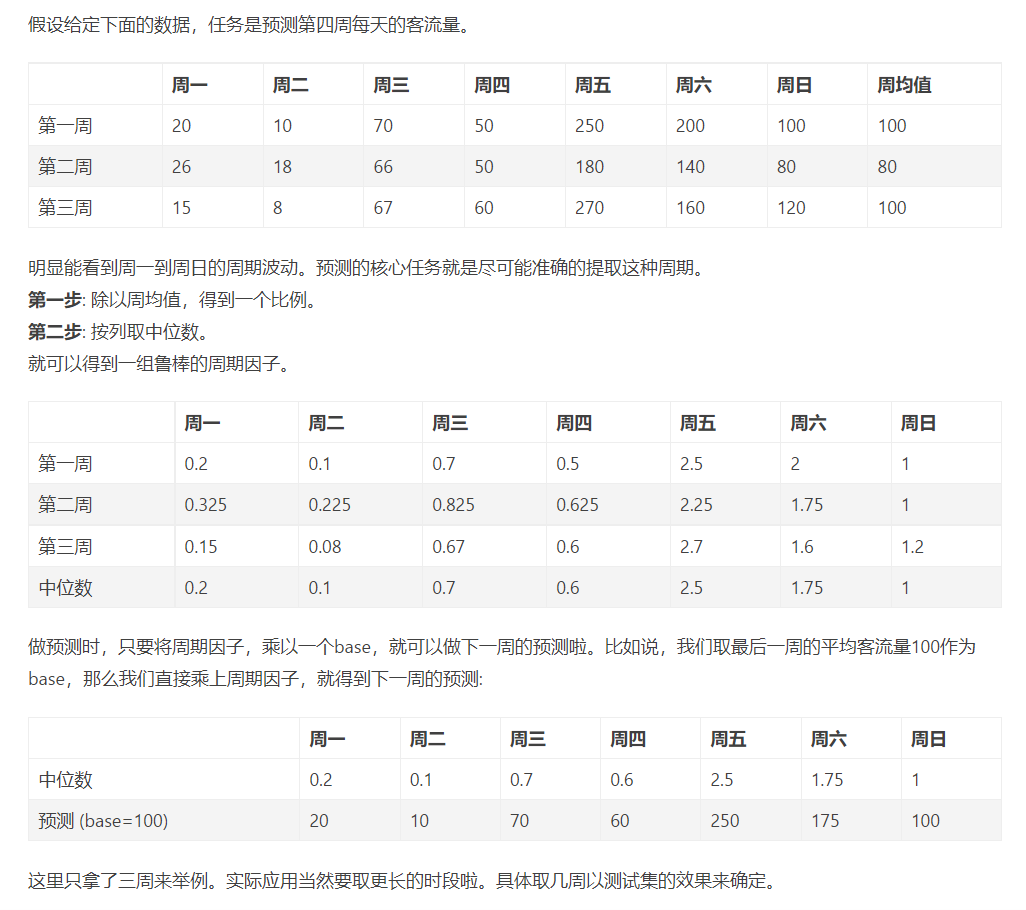 假设给定下面的数据，任务是预测第四周每天的客流量。
周一 周二 周三 周四 周五 周六 周日 周均值
第一周 20 10 70 50 250 200 100 100
第二周 26 18 66 50 180 140 80 80
第三周 15 8 67 60 270 160 120 100
明显能看到周一到周日的周期波动。预测的核心任务就是尽可能准确的提取这种周期。
第一步: 除以周均值，得到一个比例。
第二步: 按列取中位数。
就可以得到一组鲁棒的周期因子。
周一 周二 周三 周四 周五 周六 周日
第一周 0.2 0.1 0.7 0.5 2.5 2 1
第二周 0.325 0.225 0.825 0.625 2.25 1.75 1
第三周 0.15 0.08 0.67 0.6 2.7 1.6 1.2
中位数 0.2 0.1 0.7 0.6 2.5 1.75 1
做预测时，只要将周期因子，乘以一个base，就可以做下一周的预测啦。比如说，我们取最后一周的平均客流量100作为
base，那么我们直接乘上周期因子，就得到下一周的预测:
周一 周二 周三 周四 周五 周六 周日
中位数 0.2 0.1 0.7 0.6 2.5 1.75 1
预测 (base=100) 20 10 70 60 250 175 100
这里只拿了三周来举例。实际应用当然要取更长的时段啦。具体取几周以测试集的效果来确定。